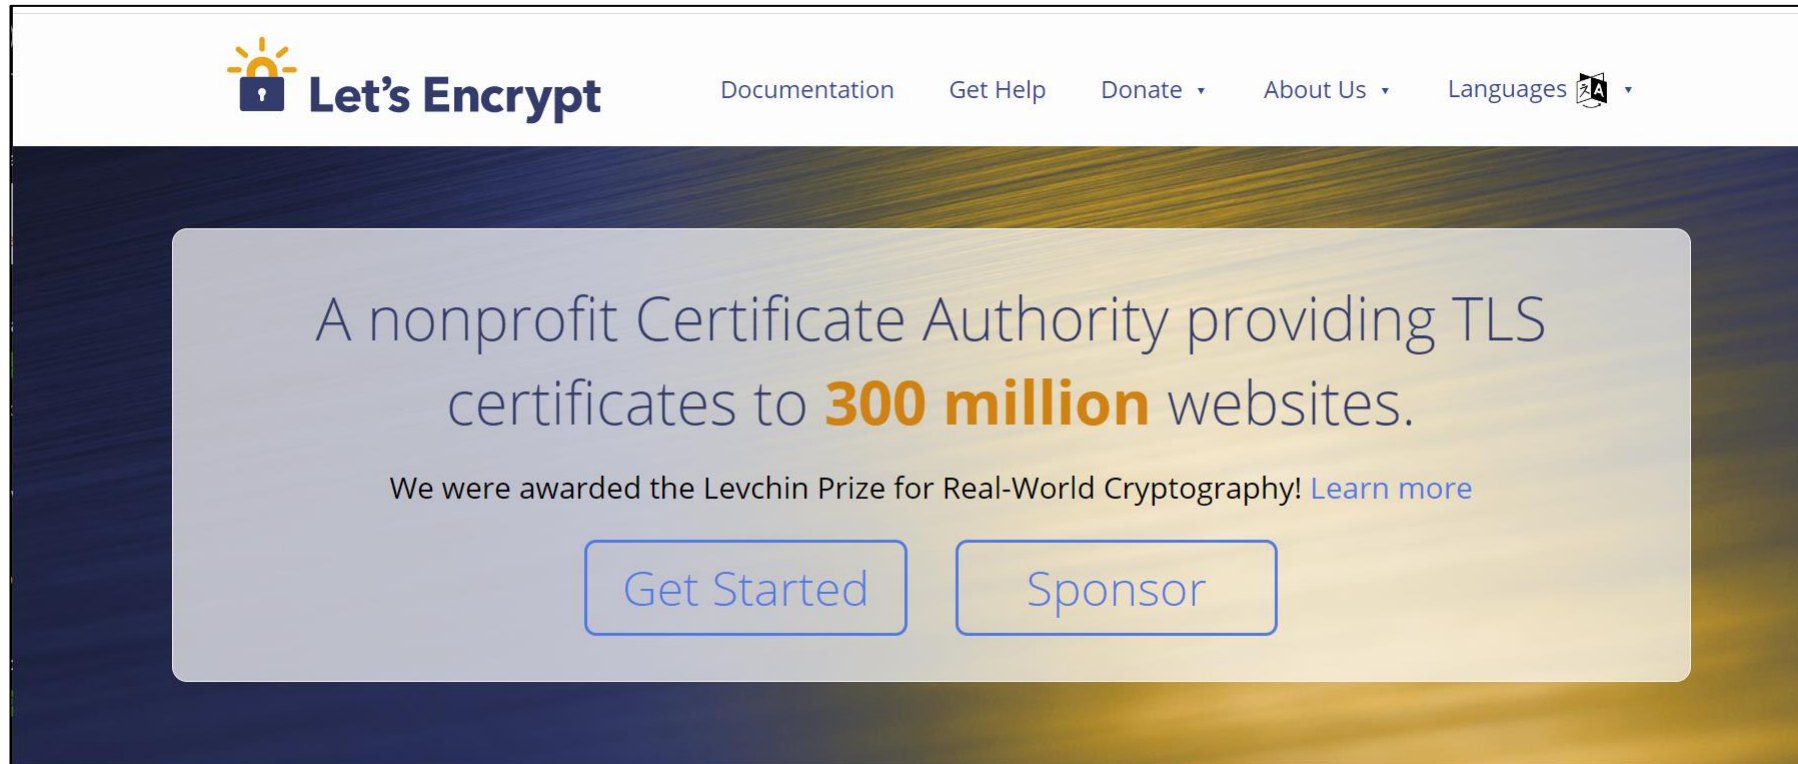 Let's Encrypt
Documentation Get Help Donate About Us Languages
A nonprofit Certificate Authority providing TLS
certificates to 300 million websites.
We were awarded the Levchin Prize for Real-World Cryptography! Learn more
Get Started Sponsor